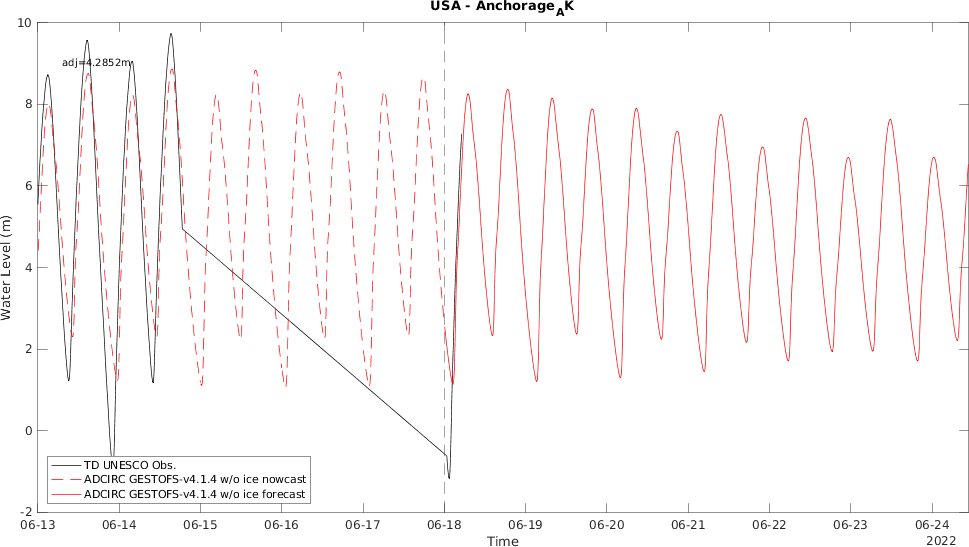 USA - Anchorage_AK
10
adj=4.2852m
8
6
4
2
0
-2
Water Level (m)
TD UNESCO Obs.
ADCIRC GESTOFS-v4.1.4 w/o ice nowcast
ADCIRC GESTOFS-v4.1.4 w/o ice forecast
06-13 06-14 06-15 06-16 06-17 06-18 06-19 06-20 06-21 06-22 06-23 06-24
Time
2022